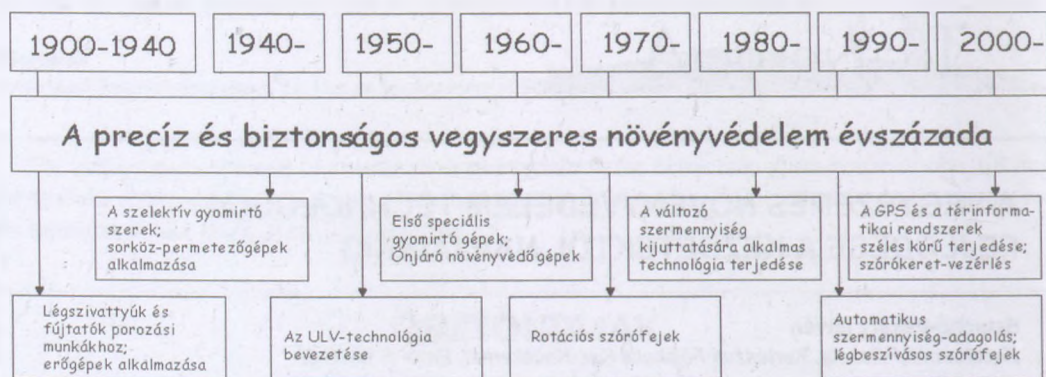 1900-1940
1940-
1950-
1960-
1970-
1980-
1990-
2000-
A precíz és biztonságos vegyszeres növényvédelem évszázada
A szelektív gyomirtó
szerek;
sorköz-permetezőgépek
alkalmazása
Első speciális
gyomirtó gépek;
Önjáró növényvédőgépek
A változó
szermennyiség
kijuttatására alkalmas
technológia terjedése
A GPS és a térinforma-
tikai rendszerek
széles körű terjedése;
szórókeret-vezérlés
Légszivattyúk és
fújtatók porozási
munkákhoz;
erőgépek alkalmazása
Az ULV-technológia
bevezetése
Rotációs szórófejek
Automatikus
szermennyiség-adagolás;
légbeszívásos szórófejek